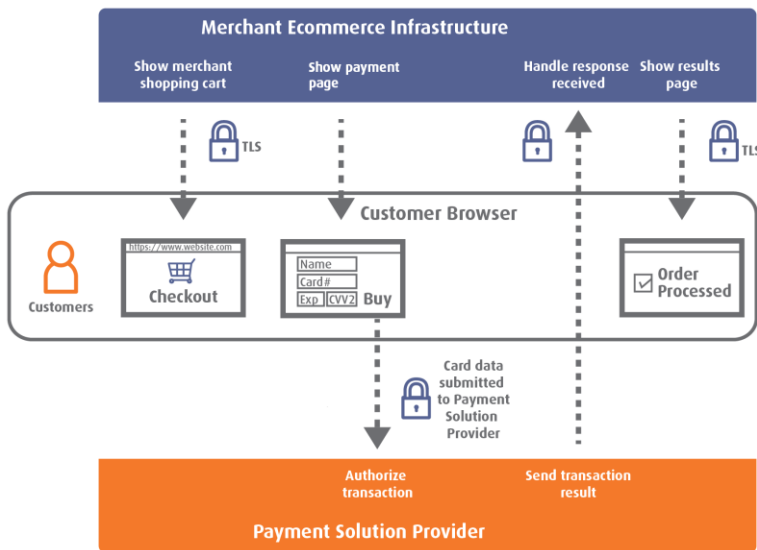 Merchant Ecommerce Infrastructure
Show merchant
shopping cart
Show payment
page
Handle response
received
Show results
page
TLS
TLS
Customer Browser
Customers
https://www.website.com
Checkout
Name
Card#
Exp
CVV2
Buy
Order
Processed
Card data
submitted
to Payment
Solution
Provider
Authorize
transaction
Send transaction
result
Payment Solution Provider